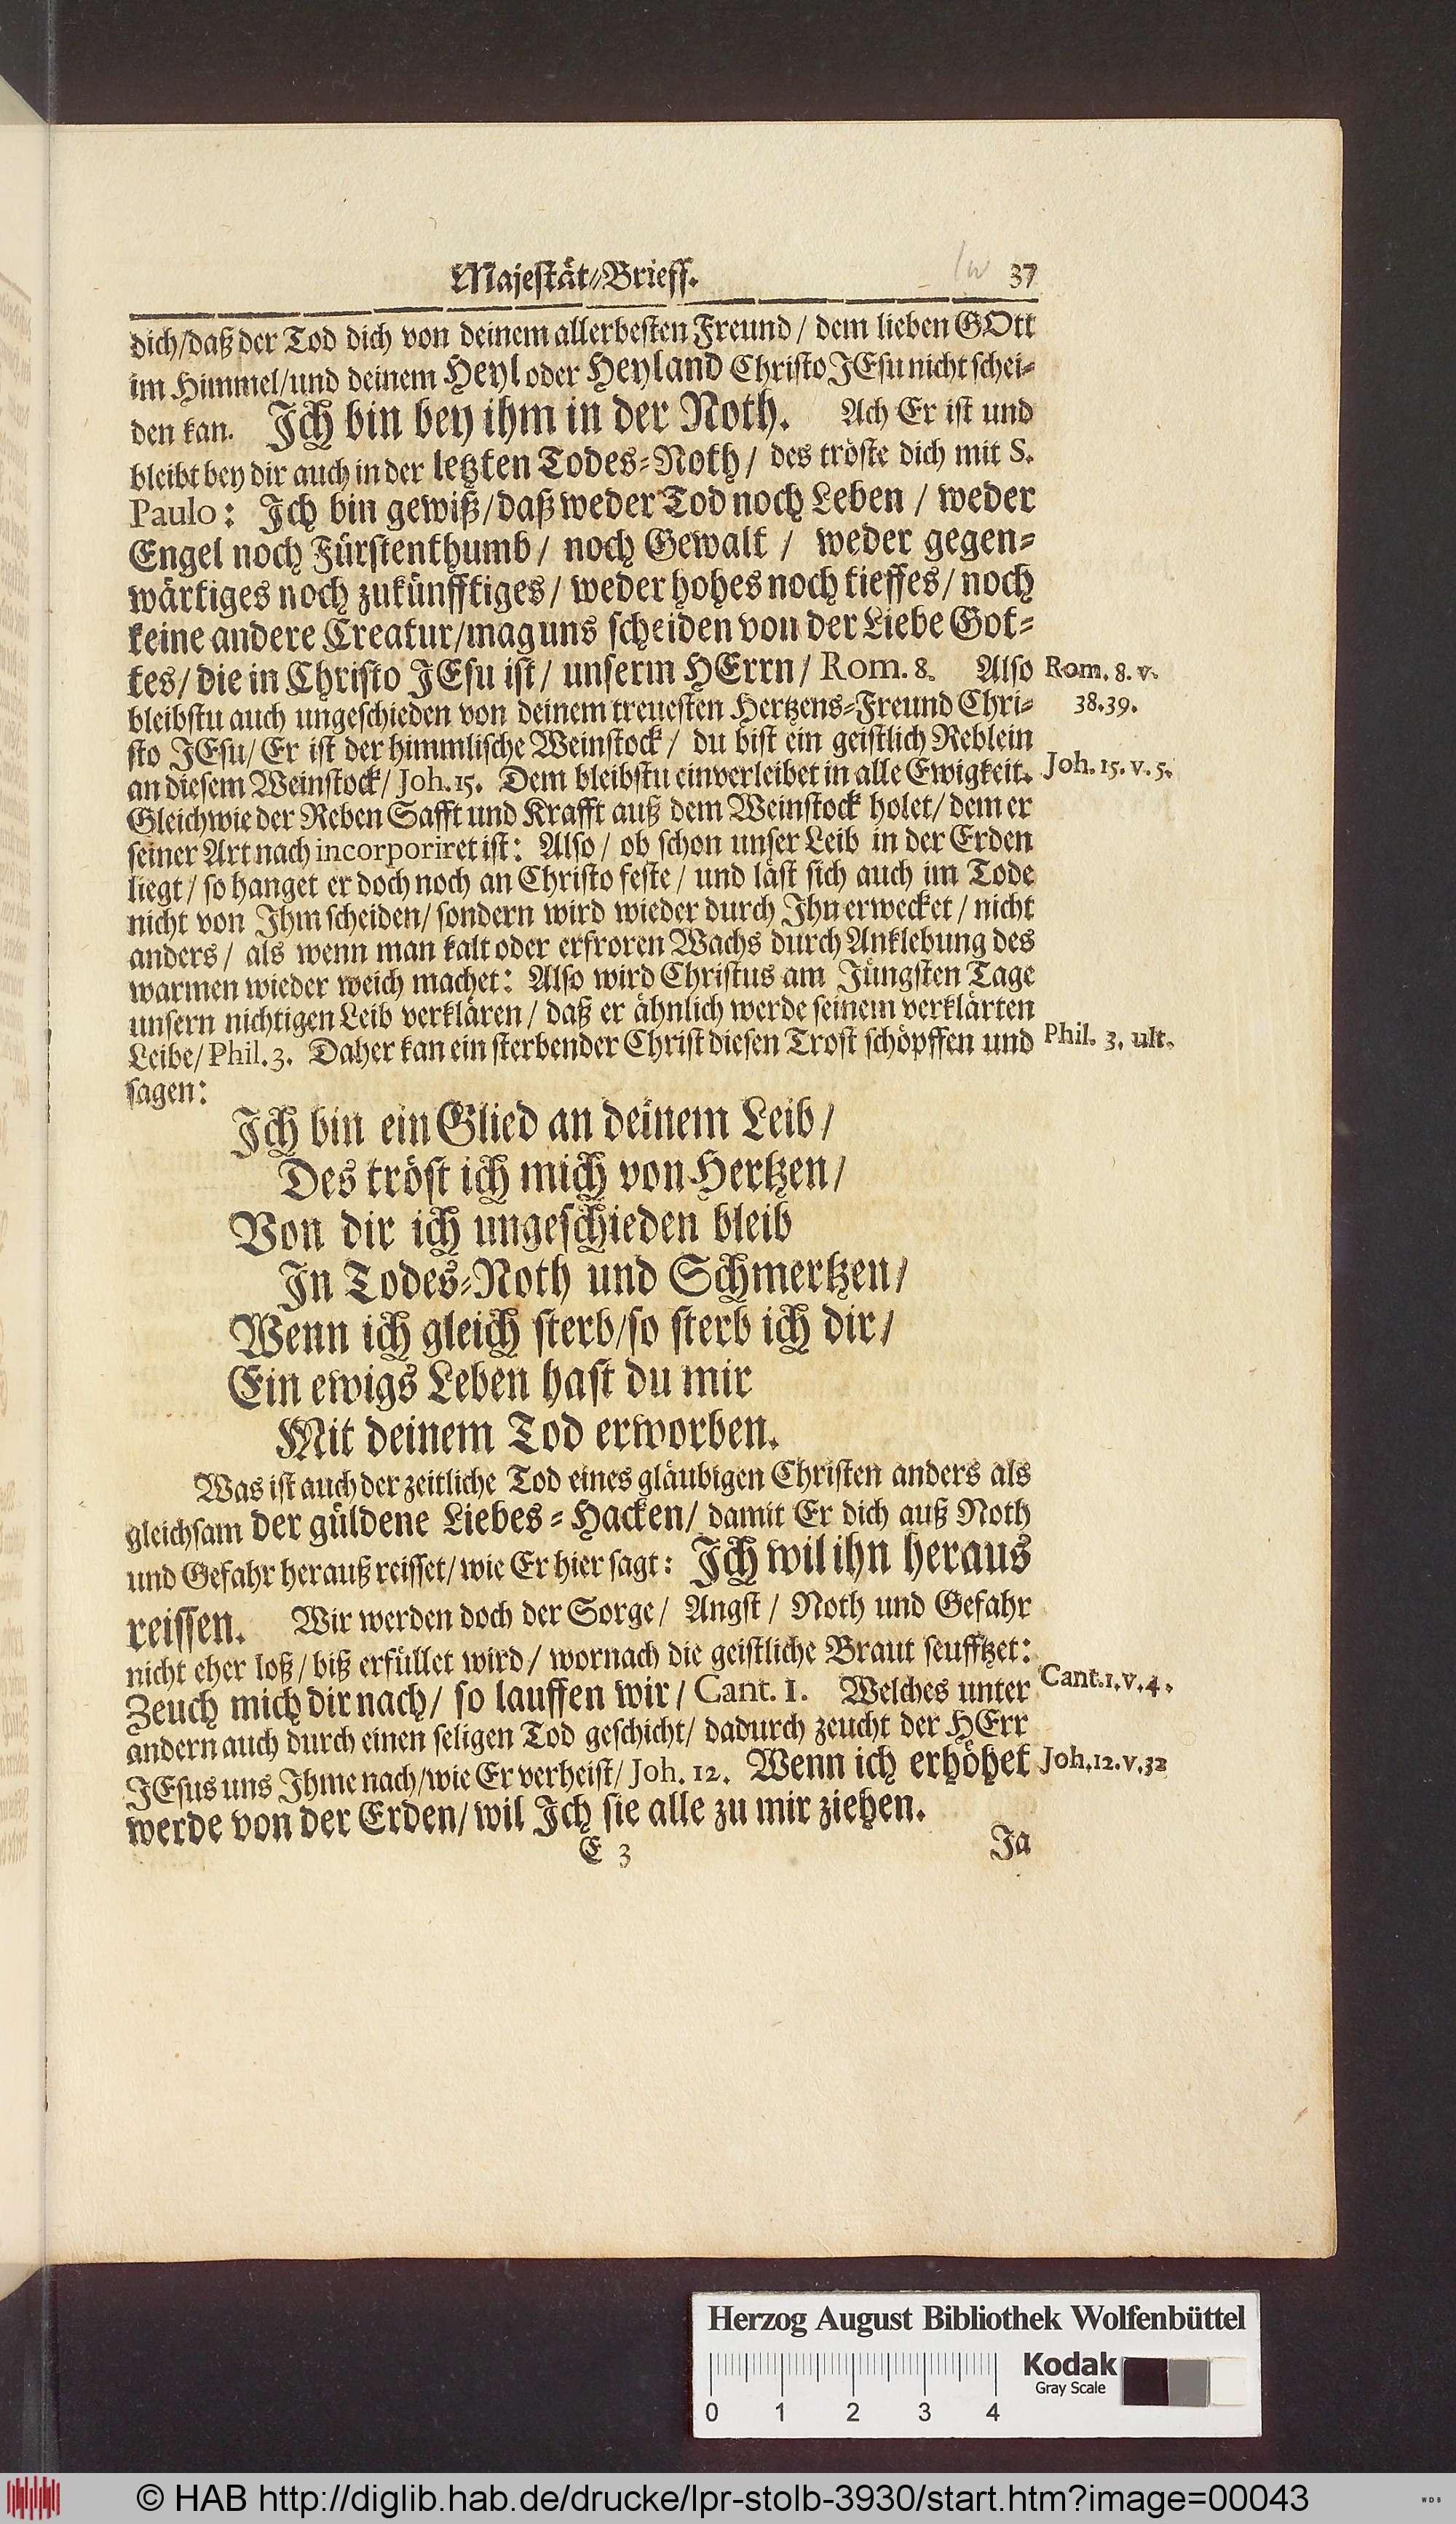 Majestät-Brieff. 37
dich/daß der Tod dich von deinem allerbesten Freund/ dem lieben GOtt
im Himmel/und deinem Heyl oder Heyland Christo JEsu nicht schei-
den kan. Ich bin bey ihm in der Noth. Ach Er ist und
bleibt bey dir auch in der letzten Todes-Noth/ des tröste dich mit S.
Paulo: Ich bin gewiß/daß weder Tod noch Leben / weder
Engel noch Fürstenthumb/ noch Gewalt / weder gegen-
wärtiges noch zukünfftiges/ weder hohes noch tieffes/ noch
keine andere Creatur/mag uns scheiden von der Liebe Got-
tes/ die in Christo JEsu ist/ unserm HErrn/ Rom. 8. Also
Rom. 8. v.
38.39.
bleibstu auch ungeschieden von deinem treuesten Hertzens-Freund Chri-
sto JEsu/ Er ist der himmlische Weinstock/ du bist ein geistlich Reblein
an diesem Weinstock/ Joh. 15. Dem bleibstu einverleibet in alle Ewigkeit.
Joh. 15. v. 5.
Gleichwie der Reben Safft und Krafft auß dem Weinstock holet/ dem er
seiner Art nach incorporiret ist: Also/ ob schon unser Leib in der Erden
liegt/ so hanget er doch noch an Christo feste/ und läst sich auch im Tode
nicht von Ihm scheiden/ sondern wird wieder durch Ihn erwecket/ nicht
anders/ als wenn man kalt oder erfroren Wachs durch Anklebung des
warmen wieder weich machet: Also wird Christus am Jüngsten Tage
unsern nichtigen Leib verklären/ daß er ähnlich werde seinem verklärten
Leibe/ Phil. 3. Daher kan ein sterbender Christ diesen Trost schöpffen und
Phil. 3. ult.
sagen:
Ich bin ein Glied an deinem Leib/
Des tröst ich mich von Hertzen/
Von dir ich ungeschieden bleib
In Todes-Noth und Schmertzen/
Wenn ich gleich sterb/so sterb ich dir/
Ein ewigs Leben hast du mir
Mit deinem Tod erworben.
Was ist auch der zeitliche Tod eines gläubigen Christen anders als
gleichsam der güldene Liebes-Hacken/ damit Er dich auß Noth
und Gefahr herauß reisset/ wie Er hier sagt: Ich wil ihn heraus
reissen. Wir werden doch der Sorge/ Angst/ Noth und Gefahr
nicht eher loß/ biß erfüllet wird/ wornach die geistliche Braut seufftzet:
Zeuch mich dir nach/ so lauffen wir/ Cant. 1. Welches unter
Cant. 1. v. 4.
andern auch durch einen seligen Tod geschicht/ dadurch zeucht der HErr
JEsus uns Ihme nach/wie Er verheist/ Joh. 12. Wenn ich erhöhet
Joh. 12. v. 32
werde von der Erden/ wil Ich sie alle zu mir ziehen.
E 3 Ja
Herzog August Bibliothek Wolfenbüttel
Kodak
Gray Scale
0 1 2 3 4
© HAB http://diglib.hab.de/drucke/lpr-stolb-3930/start.htm?image=00043
WDB